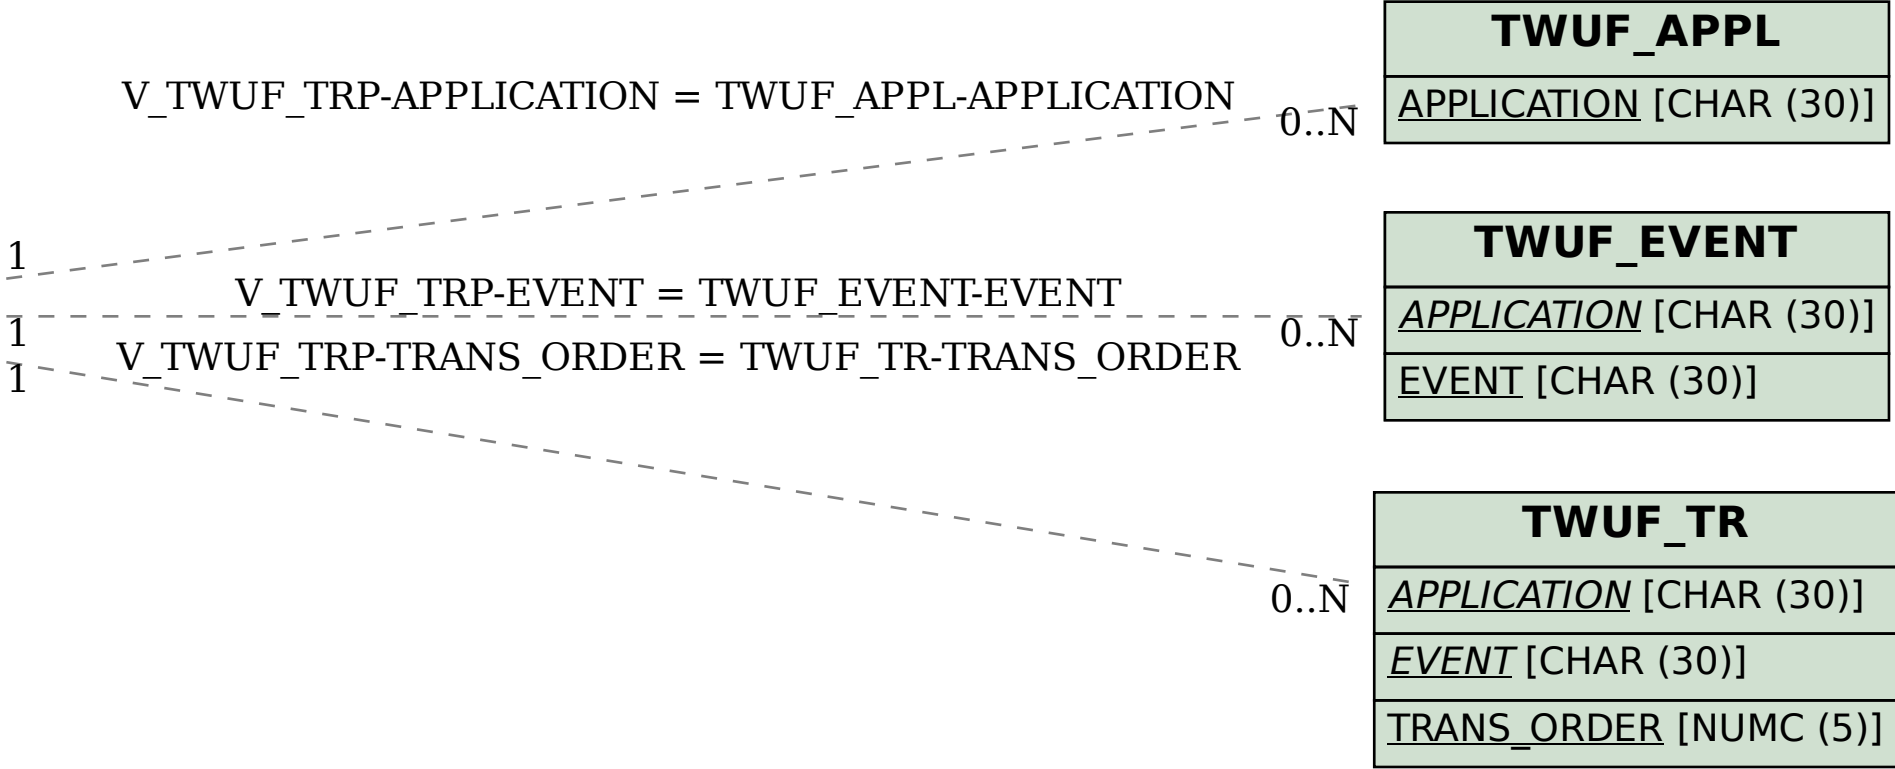 TWUF_APPL
V_TWUF_TRP-APPLICATION = TWUF_APPL-APPLICATION
APPLICATION [CHAR (30)]
0..N
TWUF_EVENT
1
V_TWUF_TRP-EVENT = TWUF_EVENT-EVENT
APPLICATION [CHAR (30)]
1
0..N
V_TWUF_TRP-TRANS_ORDER = TWUF_TR-TRANS_ORDER
1
EVENT [CHAR (30)]
TWUF_TR
0..N
APPLICATION [CHAR (30)]
EVENT [CHAR (30)]
TRANS_ORDER [NUMC (5)]